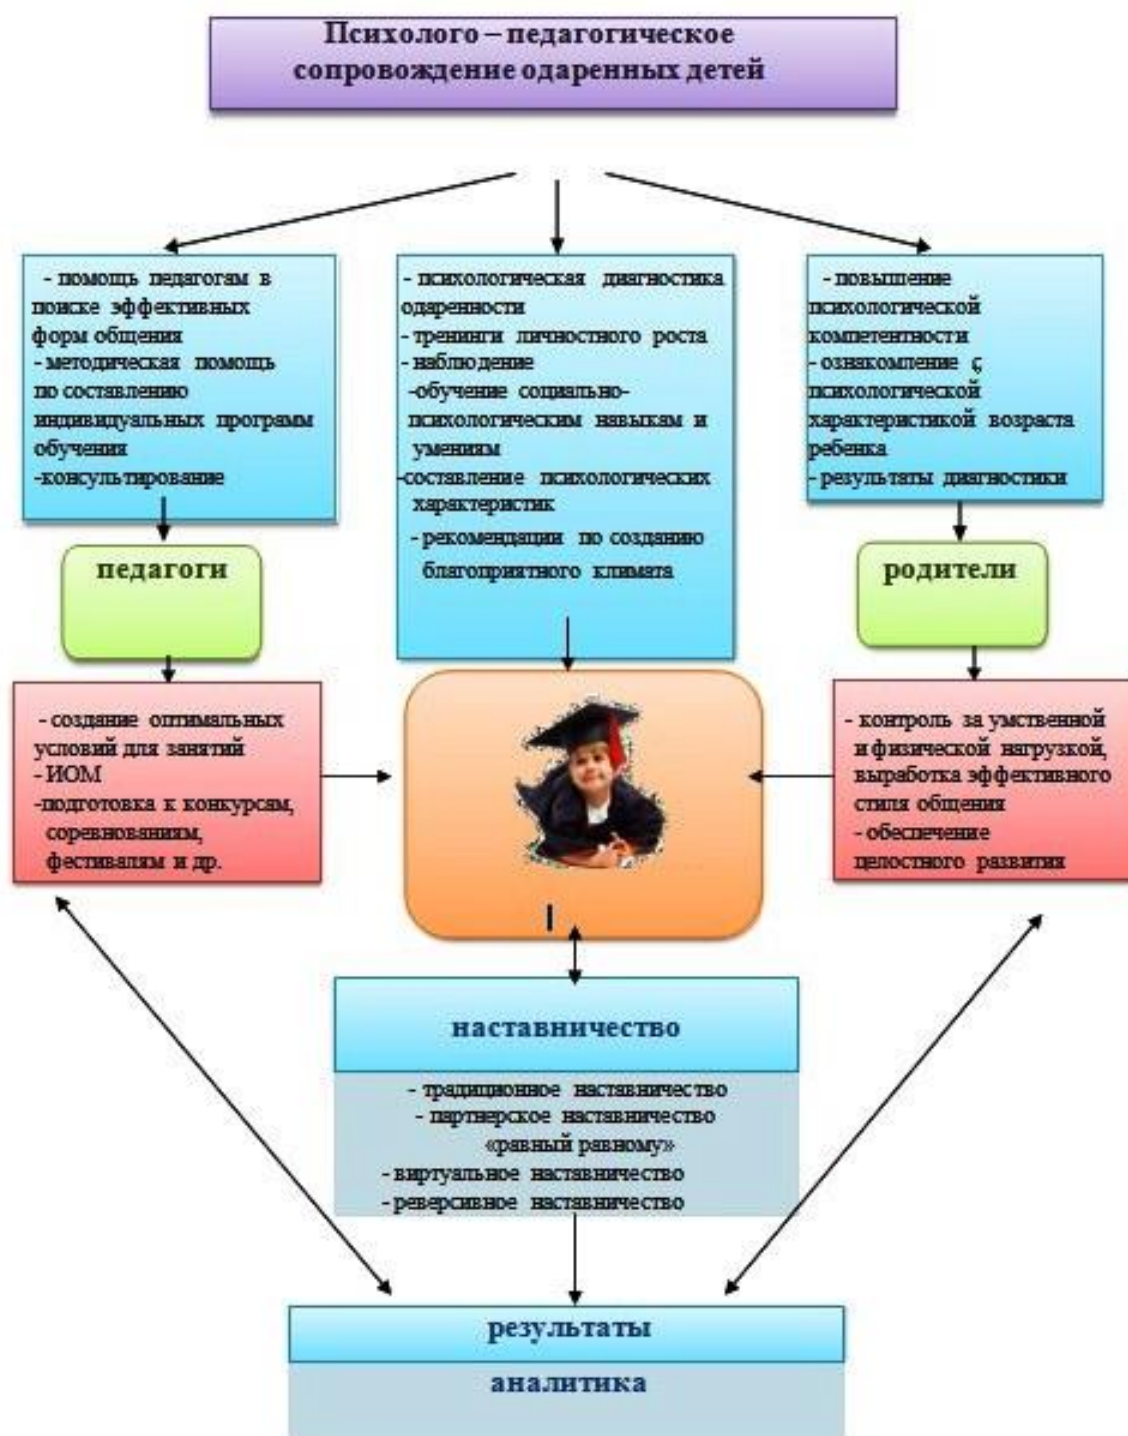 Психолого – педагогическое
сопровождение одаренных детей
- помощь педагогам в
поиске эффективных
форм общения
- методическая помощь
по составлению
индивидуальных программ
обучения
-консультирование
- психологическая диагностика
одаренности
- тренинги личностного роста
- наблюдение
-обучение социально-
психологическим навыкам и
умениям
-составление психологических
характеристик
- рекомендации по созданию
благоприятного климата
- повышение
психологической
компетентности
- ознакомление с
психологической
характеристикой возраста
ребенка
- результаты диагностики
педагоги
родители
- создание оптимальных
условий для занятий
- ИОМ
-подготовка к конкурсам,
соревнованиям,
фестивалям и др.
- контроль за умственной
и физической нагрузкой,
выработка эффективного
стиля общения
- обеспечение
целостного развития
наставничество
- традиционное наставничество
- партнерское наставничество
«равный равному»
- виртуальное наставничество
- реверсивное наставничество
результаты
аналитика